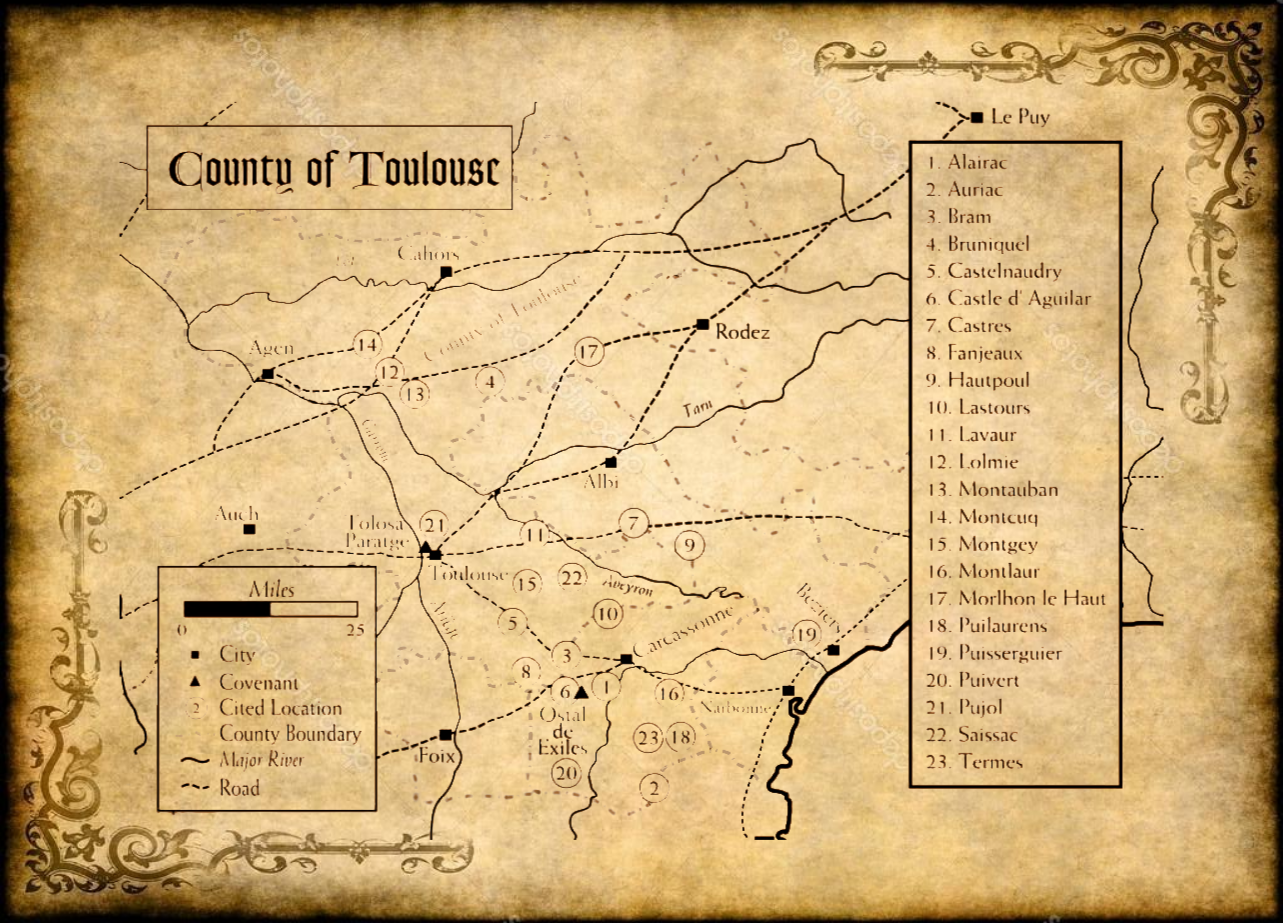 Le Puy
County of Toulouse
1. Alairac
2. Auriac
3. Bram
4. Bruniquel
5. Castelnaudry
6. Castle d' Aguilar
7. Castres
8. Fanjeaux
9. Hautpoul
10. Lastours
11. Lavaur
12. Lolmie
13. Montauban
14. Montcuq
15. Montgey
16. Montlaur
17. Morlhon le Haut
18. Puilaurens
19. Puisserguier
20. Puivert
21. Pujol
22. Saissac
23. Termes
Cahors
County of Toulouse
Rodez
Agen
14
17
12
13
4
Tarn
Albi
Auch
Tolosa
Paratge
21
7
11
9
Toulouse
15
22
Aveyron
10
5
Carcassonne
Beziers
19
3
8
6
1
16
Narbonne
Ostal
de
Exiles
23
18
20
2
Foix
Miles
0
25
City
Covenant
2
Cited Location
County Boundary
Major River
Road